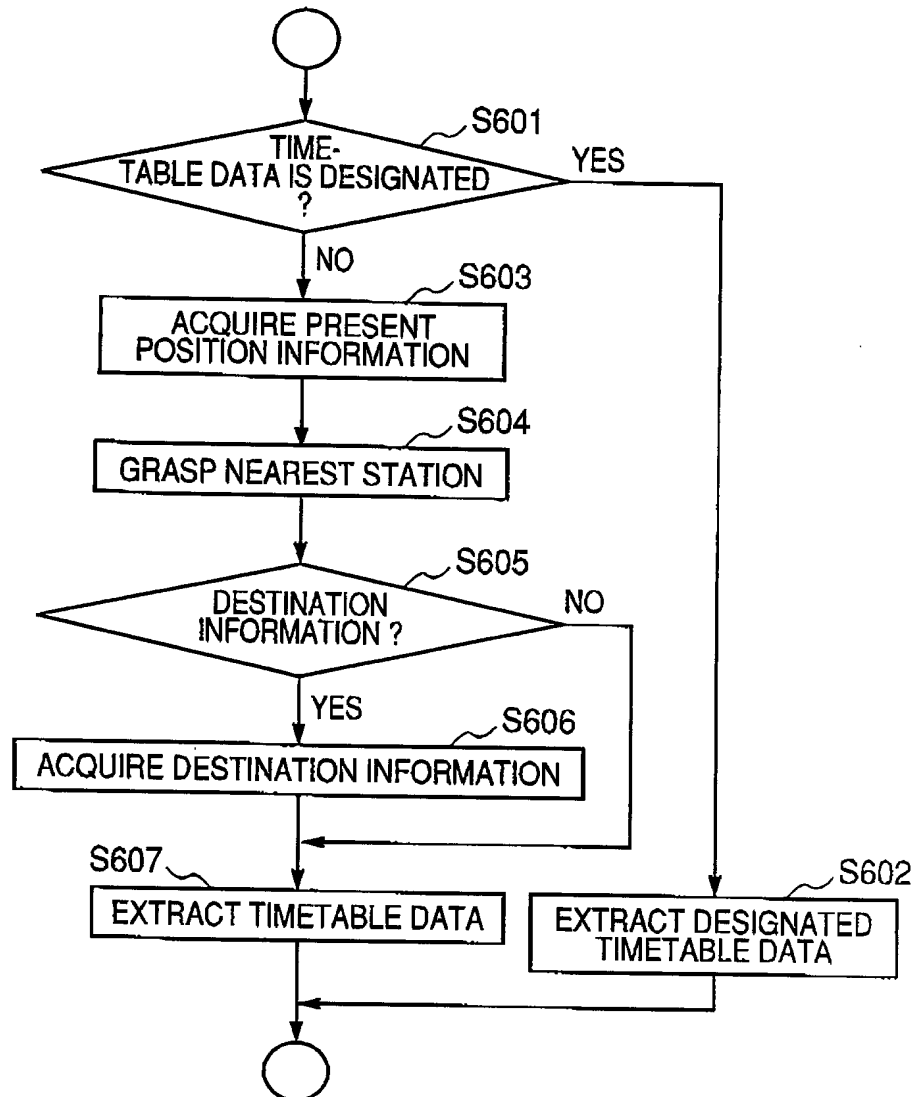 S601
TIME-
TABLE DATA IS DESIGNATED
?
YES
NO
S603
ACQUIRE PRESENT
POSITION INFORMATION
S604
GRASP NEAREST STATION
S605
DESTINATION
INFORMATION ?
NO
YES
S606
ACQUIRE DESTINATION INFORMATION
S607
EXTRACT TIMETABLE DATA
S602
EXTRACT DESIGNATED
TIMETABLE DATA